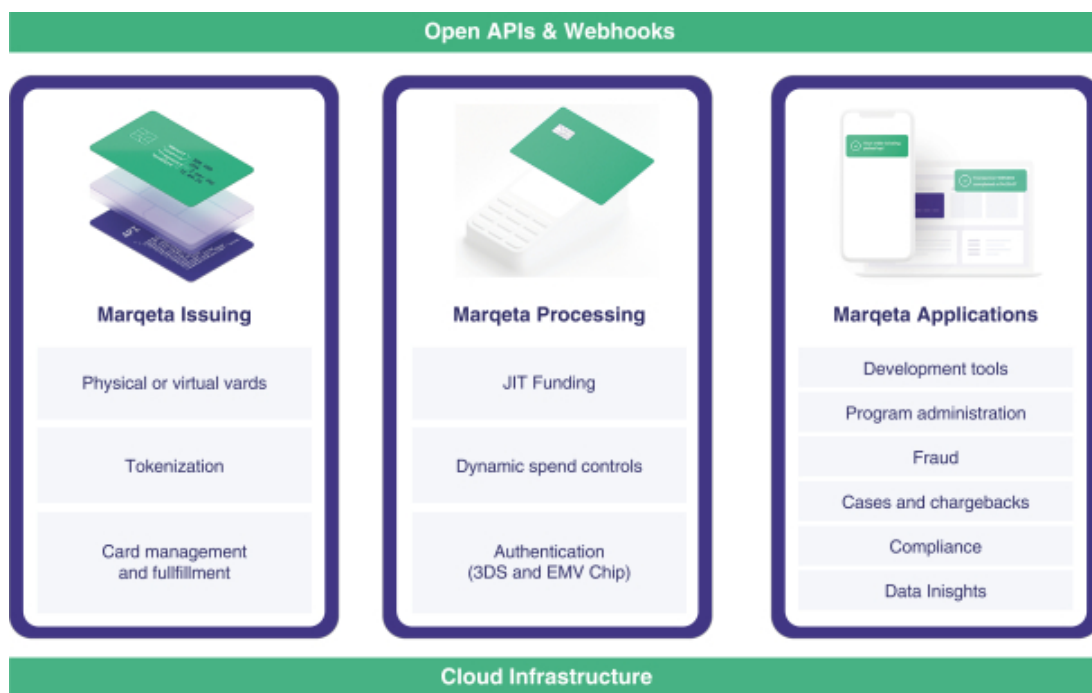 Open APIs & Webhooks
Marqeta Issuing
Physical or virtual vards
Tokenization
Card management
and fullfillment
Marqeta Processing
JIT Funding
Dynamic spend controls
Authentication
(3DS and EMV Chip)
Marqeta Applications
Development tools
Program administration
Fraud
Cases and chargebacks
Compliance
Data Inisghts
Cloud Infrastructure